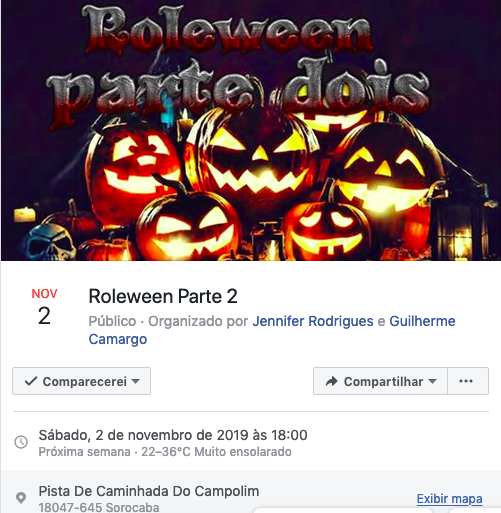 Roleween
parte dois
NOV
2
Roleween Parte 2
Público · Organizado por Jennifer Rodrigues e Guilherme
Camargo
Comparecerei
Compartilhar
Sábado, 2 de novembro de 2019 às 18:00
Próxima semana · 22–36°C Muito ensolarado
Pista De Caminhada Do Campolim
Exibir mapa
18047-645 Sorocaba